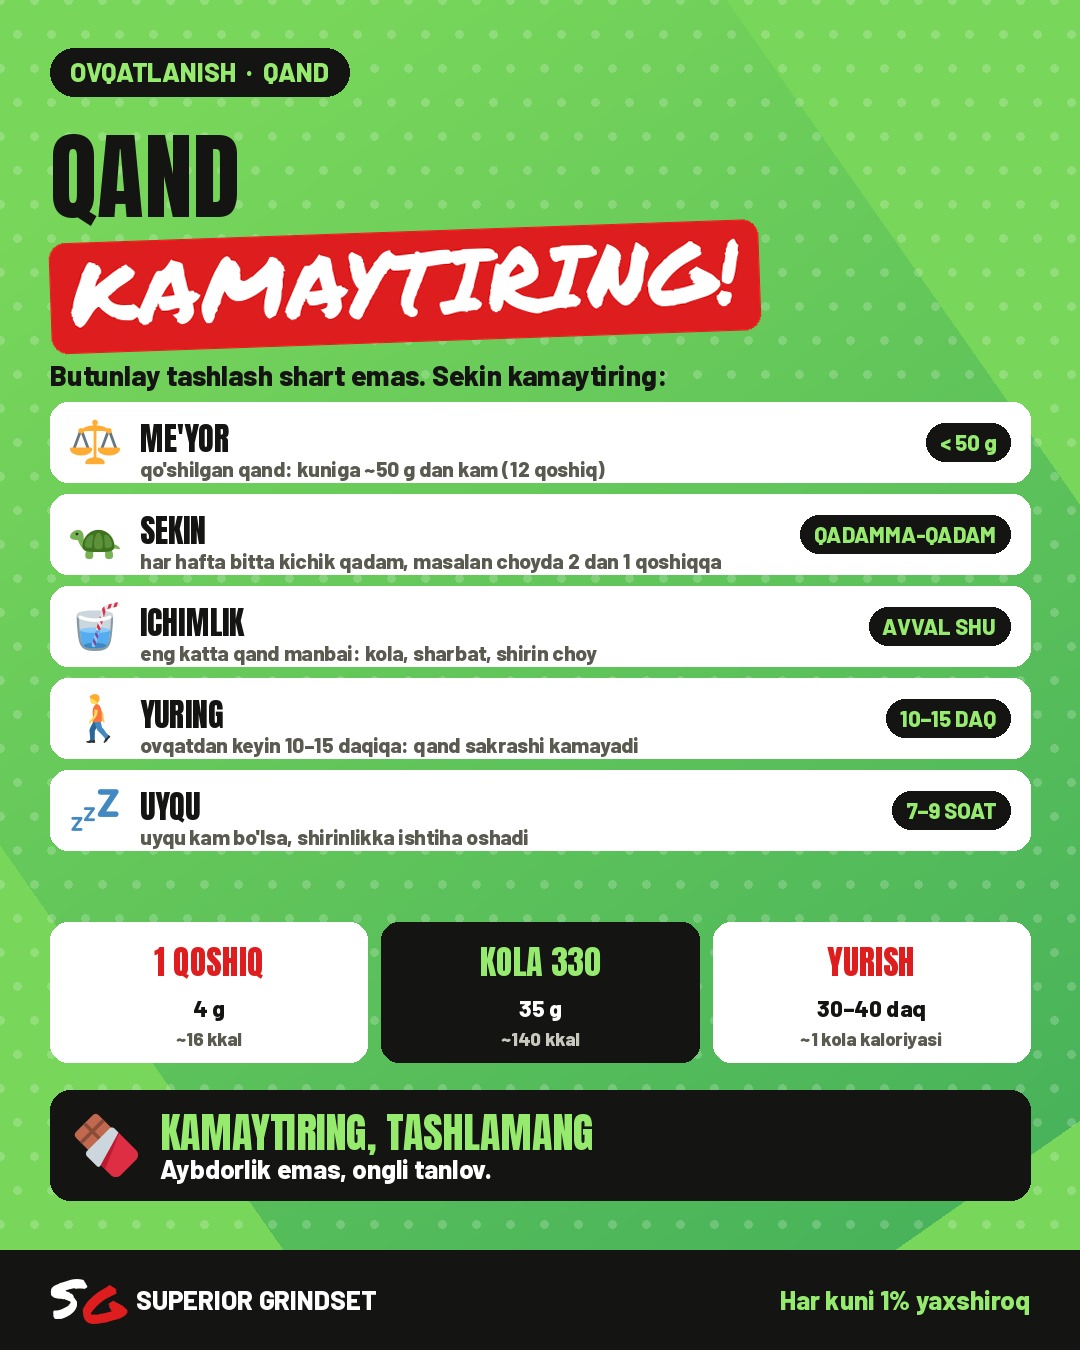 OVQATLANISH · QAND
QAND
KAMAYTIRING!
Butunlay tashlash shart emas. Sekin kamaytiring:
ME'YOR
qo'shilgan qand: kuniga ~50 g dan kam (12 qoshiq)
< 50 g
SEKIN
har hafta bitta kichik qadam, masalan choyda 2 dan 1 qoshiqqa
QADAMMA-QADAM
ICHIMLIK
eng katta qand manbai: kola, sharbat, shirin choy
AVVAL SHU
YURING
ovqatdan keyin 10–15 daqiqa: qand sakrashi kamayadi
10–15 DAQ
UYQU
uyqu kam bo'lsa, shirinlikka ishtiha oshadi
7–9 SOAT
1 QOSHIQ
4 g
~16 kkal
KOLA 330
35 g
~140 kkal
YURISH
30–40 daq
~1 kola kaloriyasi
KAMAYTIRING, TASHLAMANG
Aybdorlik emas, ongli tanlov.
SG SUPERIOR GRINDSET
Har kuni 1% yaxshiroq